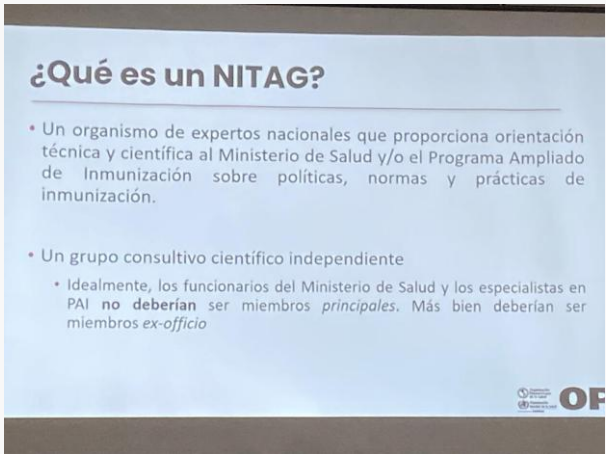 ¿Qué es un NITAG?
• Un organismo de expertos nacionales que proporciona orientación
técnica y científica al Ministerio de Salud y/o el Programa Ampliado
de Inmunización sobre políticas, normas y prácticas de
inmunización.
• Un grupo consultivo científico independiente
• Idealmente, los funcionarios del Ministerio de Salud y los especialistas en
PAI no deberían ser miembros principales. Más bien deberían ser
miembros ex-officio
OP